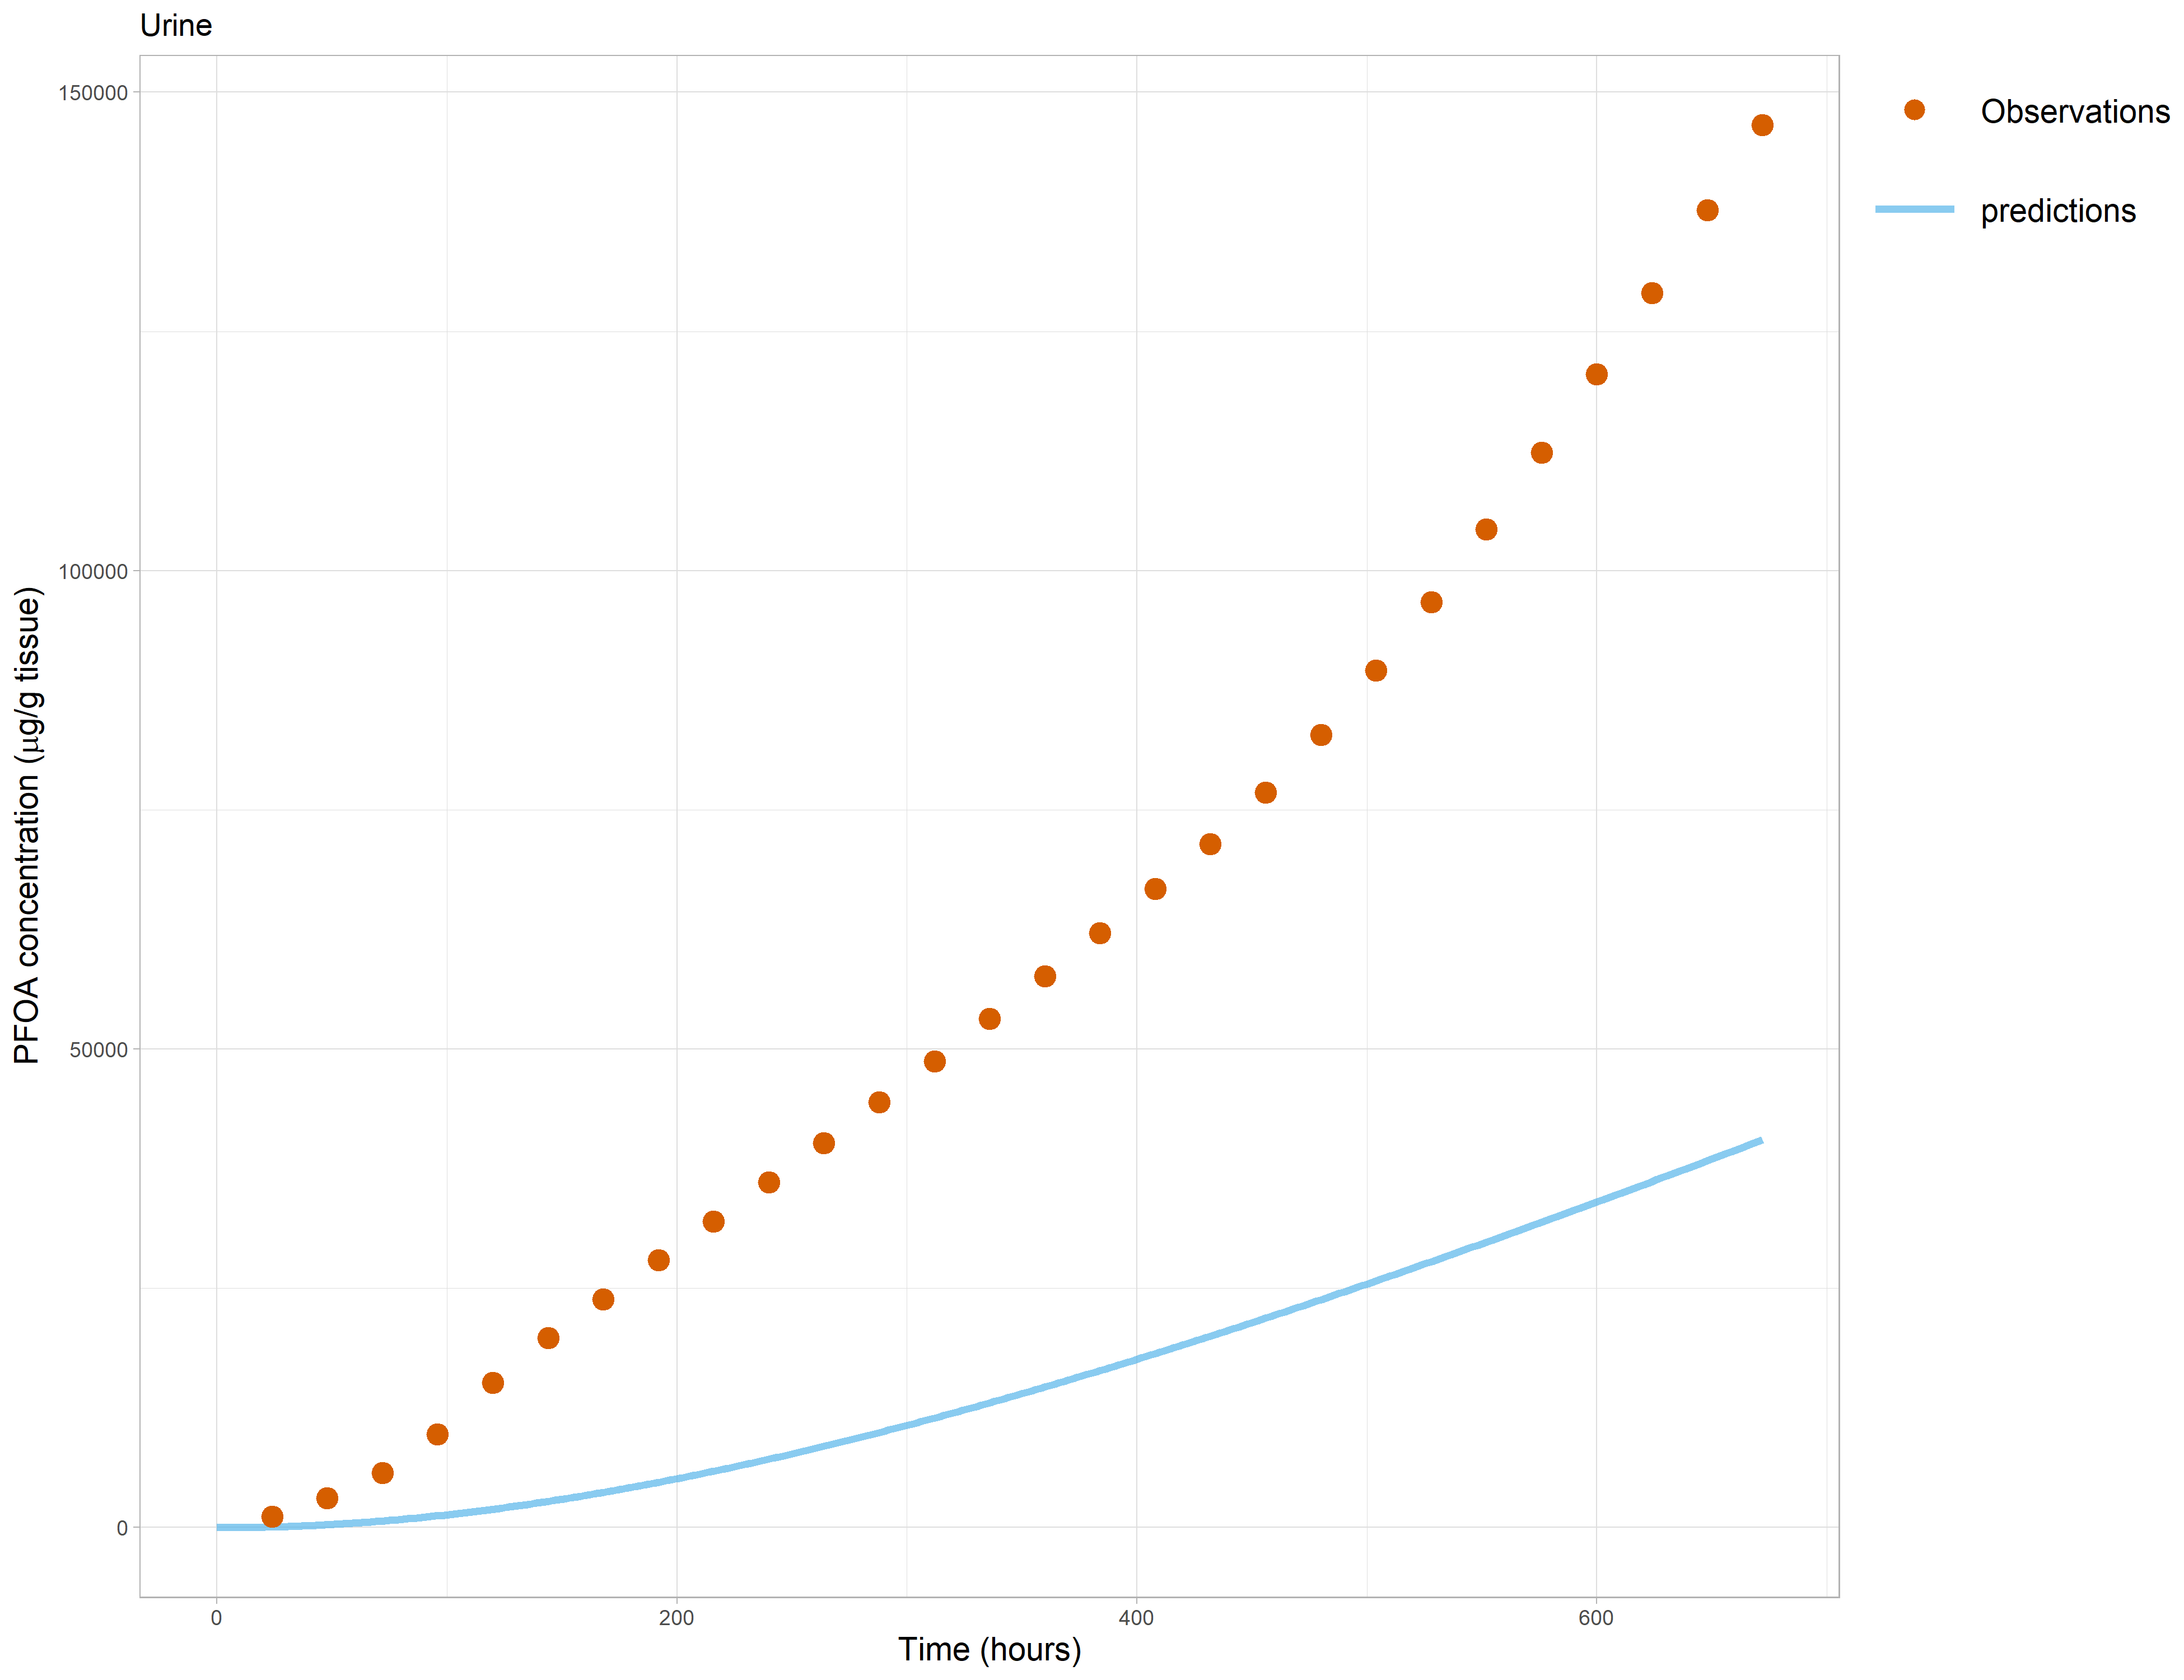 Urine
150000
100000
50000
0
PFOA concentration (μg/g tissue)
0 200 400 600
Time (hours)
Observations
predictions